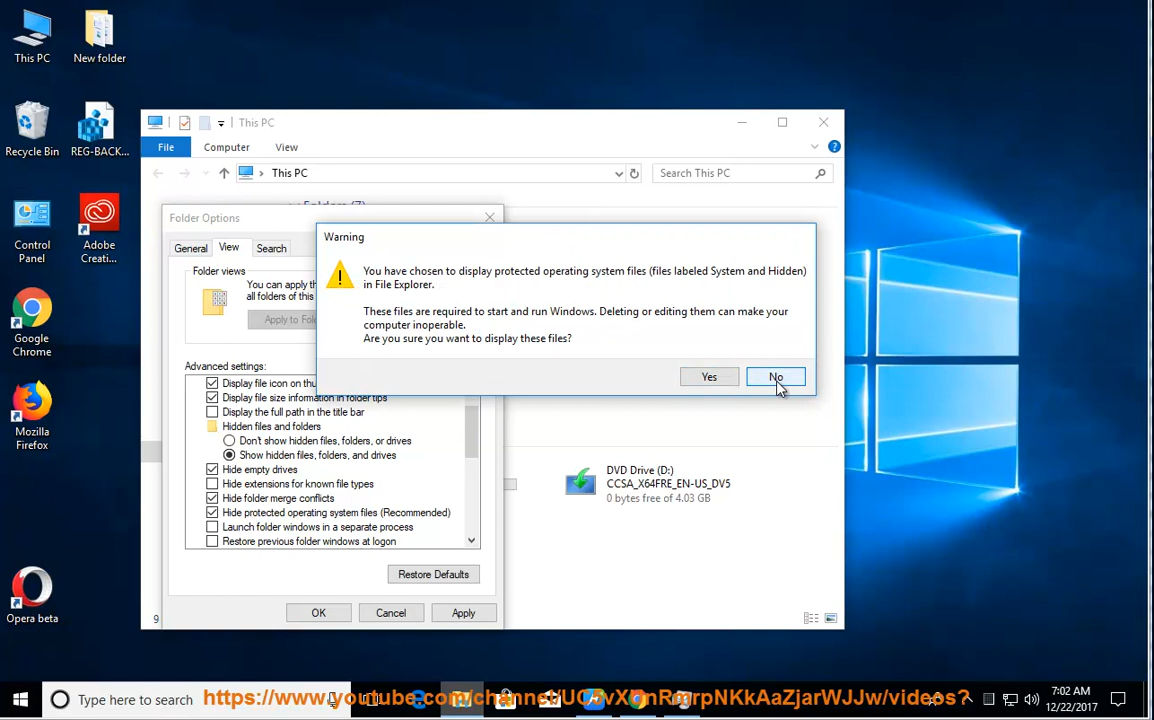 This PC
New folder
Recycle Bin
REG-BACK...
Control
Panel
Adobe
Creati...
Google
Chrome
Mozilla
Firefox
Opera beta
This PC
File
Computer
View
This PC
Search This PC
Folders (7)
Folder Options
General
View
Search
Folder views
You can apply th
all folders of this
Apply to Fol
Advanced settings:
Display file icon on thu
Display file size information in folder tips
Display the full path in the title bar
Hidden files and folders
Don't show hidden files, folders, or drives
Show hidden files, folders, and drives
Hide empty drives
Hide extensions for known file types
Hide folder merge conflicts
Hide protected operating system files (Recommended)
Launch folder windows in a separate process
Restore previous folder windows at logon
Restore Defaults
OK
Cancel
Apply
Warning
You have chosen to display protected operating system files (files labeled System and Hidden)
in File Explorer.
These files are required to start and run Windows. Deleting or editing them can make your
computer inoperable.
Are you sure you want to display these files?
Yes
No
DVD Drive (D:)
CCSA_X64FRE_EN-US_DV5
0 bytes free of 4.03 GB
9
Type here to search
7:02 AM
12/22/2017